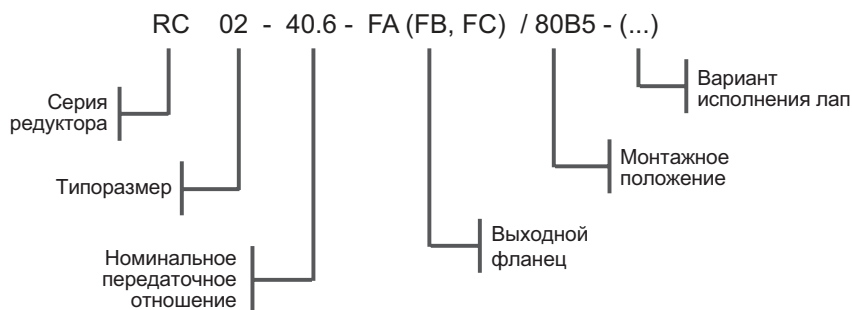 RC 02 - 40.6 - FA (FB, FC) / 80B5 - (...)
Серия
редуктора
Типоразмер
Номинальное
передаточное
отношение
Выходной
фланец
Монтажное
положение
Вариант
исполнения лап